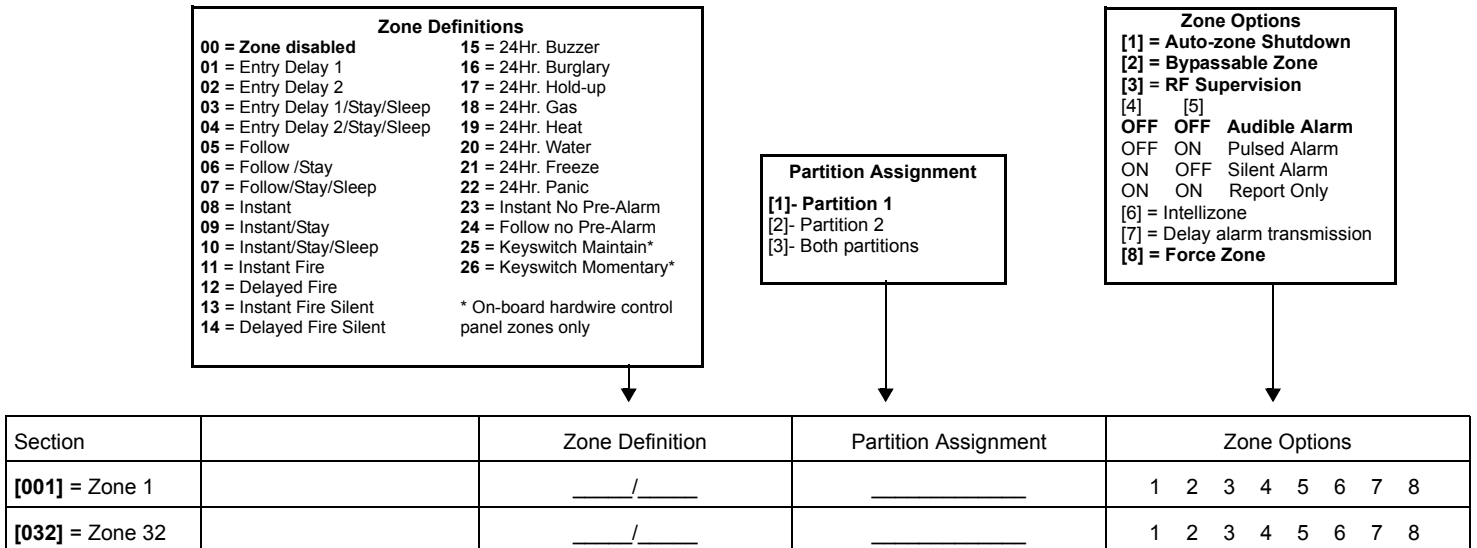 Zone Definitions
00 = Zone disabled
01 = Entry Delay 1
02 = Entry Delay 2
03 = Entry Delay 1/Stay/Sleep
04 = Entry Delay 2/Stay/Sleep
05 = Follow
06 = Follow /Stay
07 = Follow/Stay/Sleep
08 = Instant
09 = Instant/Stay
10 = Instant/Stay/Sleep
11 = Instant Fire
12 = Delayed Fire
13 = Instant Fire Silent
14 = Delayed Fire Silent
15 = 24Hr. Buzzer
16 = 24Hr. Burglary
17 = 24Hr. Hold-up
18 = 24Hr. Gas
19 = 24Hr. Heat
20 = 24Hr. Water
21 = 24Hr. Freeze
22 = 24Hr. Panic
23 = Instant No Pre-Alarm
24 = Follow no Pre-Alarm
25 = Keyswitch Maintain*
26 = Keyswitch Momentary*
* On-board hardwire control
panel zones only
Partition Assignment
[1]- Partition 1
[2]- Partition 2
[3]- Both partitions
Zone Options
[1] = Auto-zone Shutdown
[2] = Bypassable Zone
[3] = RF Supervision
[4] [5]
OFF OFF Audible Alarm
OFF ON Pulsed Alarm
ON OFF Silent Alarm
ON ON Report Only
[6] = Intellizone
[7] = Delay alarm transmission
[8] = Force Zone
Section Zone Definition Partition Assignment Zone Options
[001] = Zone 1 _____/_____ _____________ 1 2 3 4 5 6 7 8
[032] = Zone 32 _____/_____ _____________ 1 2 3 4 5 6 7 8